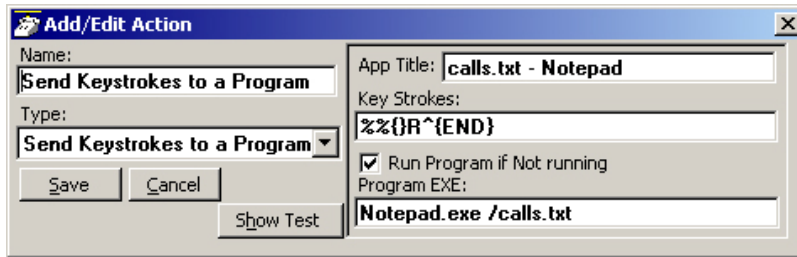 Add/Edit Action
Name:
Send Keystrokes to a Program
Type:
Send Keystrokes to a Program
Save Cancel
Show Test
App Title: calls.txt - Notepad
Key Strokes:
%%{}R^{END}
Run Program if Not running
Program EXE:
Notepad.exe /calls.txt